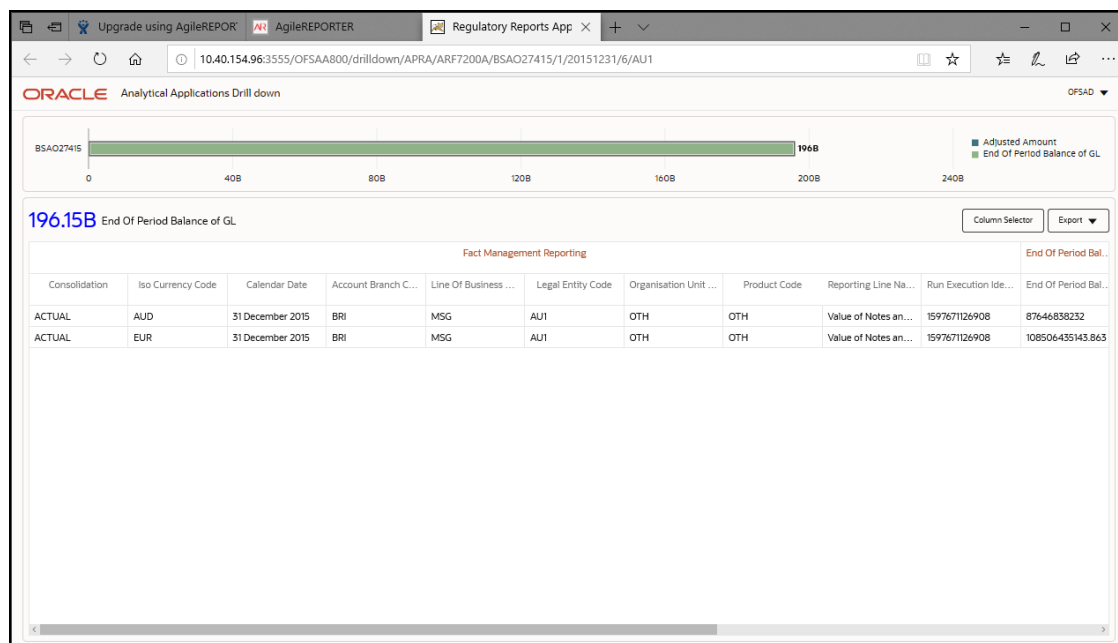 Upgrade using AgileREPOR
AR AgileREPORTER
Regulatory Reports App
10.40.154.96:3555/OFSAA800/drilldown/APRA/ARF7200A/BSAO27415/1/20151231/6/AU1
ORACLE Analytical Applications Drill down OFSAD
BSAO27415 196B
Adjusted Amount
End Of Period Balance of GL
0 40B 80B 120B 160B 200B 240B
196.15B End Of Period Balance of GL Column Selector Export
Fact Management Reporting End Of Period Bal...
Consolidation Iso Currency Code Calendar Date Account Branch C... Line Of Business ... Legal Entity Code Organisation Unit ... Product Code Reporting Line Na... Run Execution Ide... End Of Period Bal...
ACTUAL AUD 31 December 2015 BRI MSG AU1 OTH OTH Value of Notes an... 1597671126908 87646838232
ACTUAL EUR 31 December 2015 BRI MSG AU1 OTH OTH Value of Notes an... 1597671126908 108506435143.863